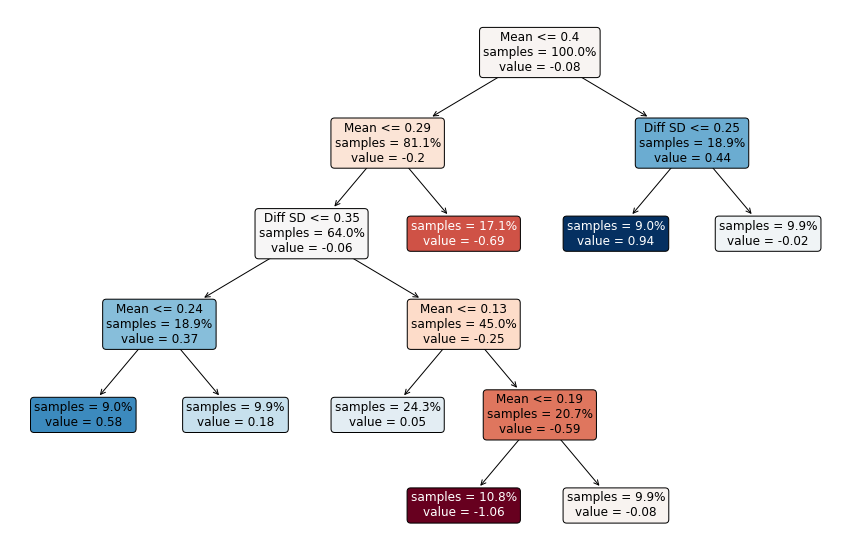 Mean <= 0.4
samples = 100.0%
value = -0.08
Mean <= 0.29
samples = 81.1%
value = -0.2
Diff SD <= 0.25
samples = 18.9%
value = 0.44
Diff SD <= 0.35
samples = 64.0%
value = -0.06
samples = 17.1%
value = -0.69
samples = 9.0%
value = 0.94
samples = 9.9%
value = -0.02
Mean <= 0.24
samples = 18.9%
value = 0.37
Mean <= 0.13
samples = 45.0%
value = -0.25
samples = 9.0%
value = 0.58
samples = 9.9%
value = 0.18
samples = 24.3%
value = 0.05
Mean <= 0.19
samples = 20.7%
value = -0.59
samples = 10.8%
value = -1.06
samples = 9.9%
value = -0.08